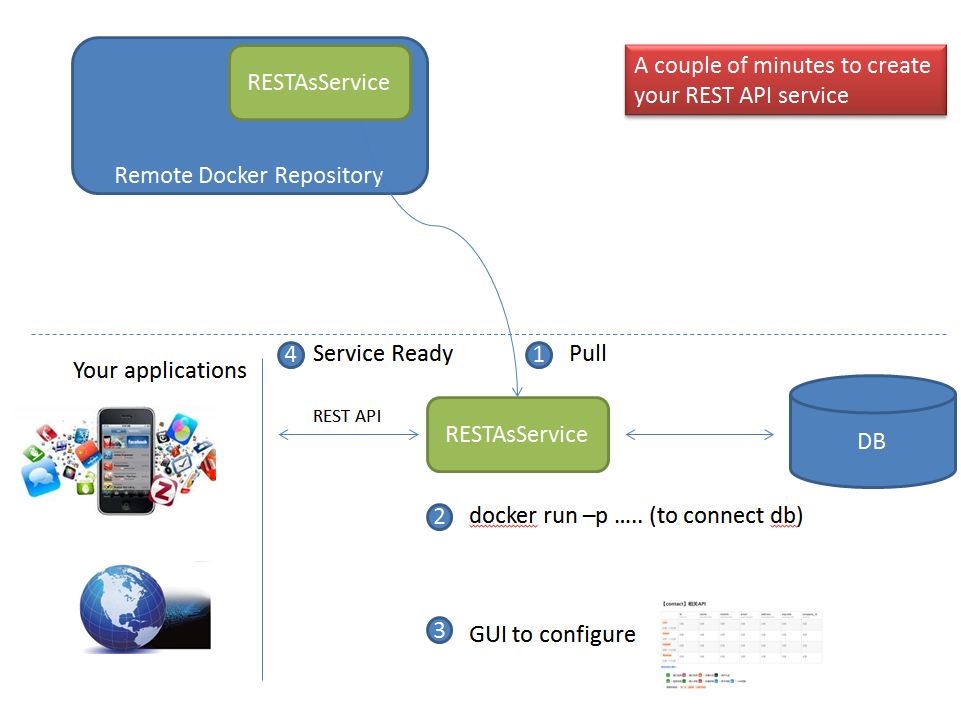 RESTAsService
Remote Docker Repository
A couple of minutes to create
your REST API service
4 Service Ready
1 Pull
Your applications
REST API
RESTAsService
DB
2 docker run –p ….. (to connect db)
3 GUI to configure
【contact】相关API